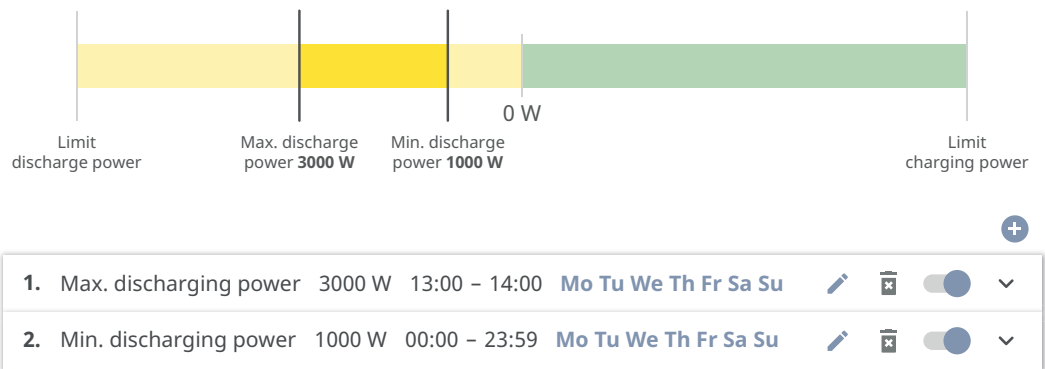 0 W
Limit
discharge power
Max. discharge
power 3000 W
Min. discharge
power 1000 W
Limit
charging power
1. Max. discharging power 3000 W 13:00 – 14:00 Mo Tu We Th Fr Sa Su
2. Min. discharging power 1000 W 00:00 – 23:59 Mo Tu We Th Fr Sa Su